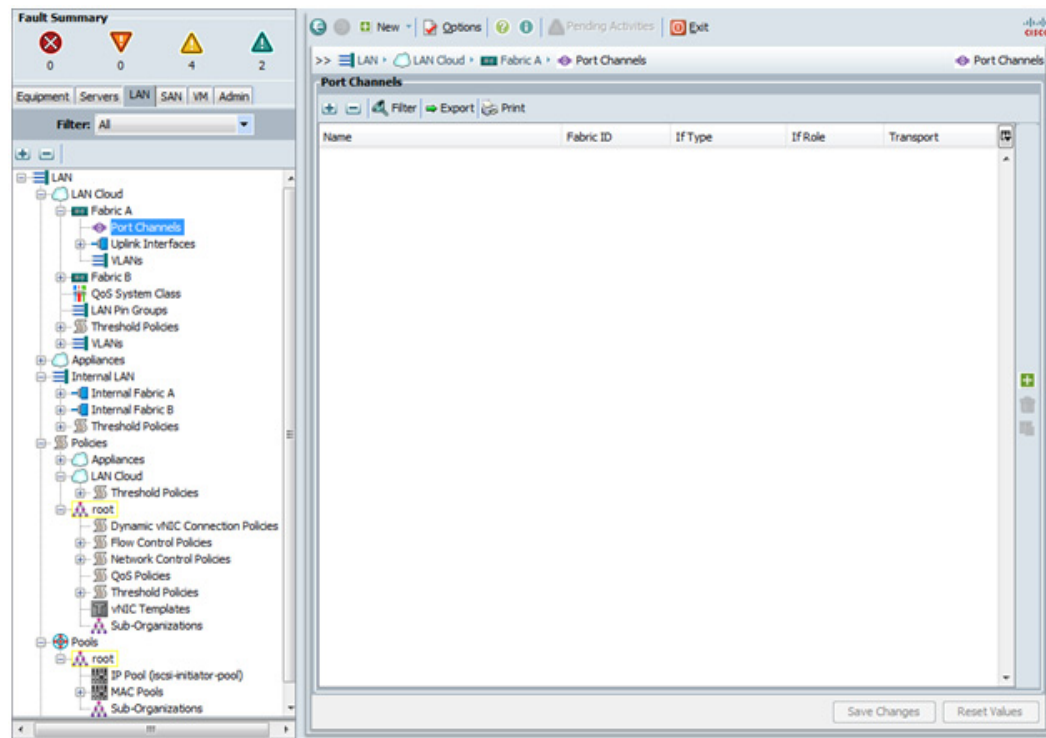 Fault Summary
0 0 4 2
Equipment Servers LAN SAN VM Admin
Filter: All
LAN
LAN Cloud
Fabric A
Port Channels
Uplink Interfaces
VLANs
Fabric B
QoS System Class
LAN Pin Groups
Threshold Policies
VLANs
Appliances
Internal LAN
Internal Fabric A
Internal Fabric B
Threshold Policies
Policies
Appliances
LAN Cloud
Threshold Policies
root
Dynamic vNIC Connection Policies
Flow Control Policies
Network Control Policies
QoS Policies
Threshold Policies
vNIC Templates
Sub-Organizations
Pools
root
IP Pool (iscsi-initiator-pool)
MAC Pools
Sub-Organizations
New Options Pending Activities Exit
CISCO
>> LAN LAN Cloud Fabric A Port Channels Port Channels
Port Channels
Filter Export Print
Name Fabric ID If Type If Role Transport
Save Changes Reset Values